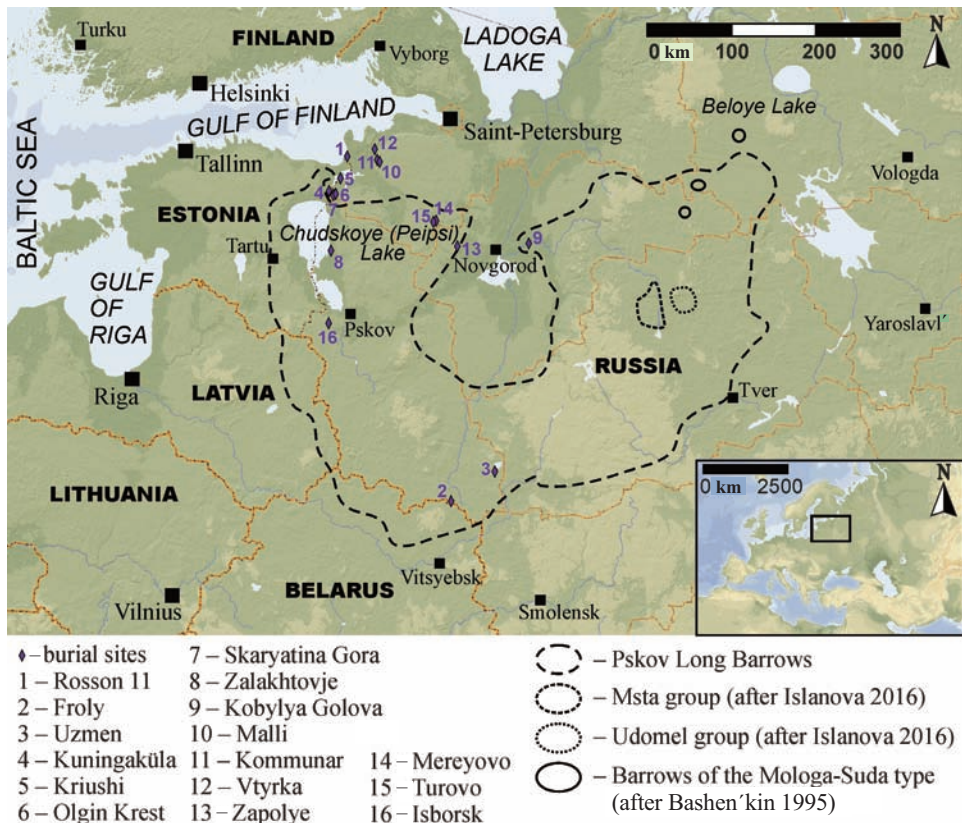 Turku
FINLAND
Vyborg
LADOGA
LAKE
0 km 100 200 300
N
Helsinki
GULF OF FINLAND
Saint-Petersburg
Beloye Lake
BALTIC SEA
Tallinn
1
12
11
10
Vologda
5
4
6
7
ESTONIA
14
15
Chudskoye (Peipsi)
Lake
13
9
Tartu
8
Novgorod
GULF
OF
RIGA
16
Pskov
Yaroslavl'
RUSSIA
LATVIA
Riga
Tver
3
2
LITHUANIA
0 km 2500
N
Vitsyebsk
BELARUS
Smolensk
Vilnius
– burial sites
1 – Rosson 11
2 – Froly
3 – Uzmen
4 – Kuningaküla
5 – Kriushi
6 – Olgin Krest
7 – Skaryatina Gora
8 – Zalakhtovje
9 – Kobylya Golova
10 – Malli
11 – Kommunar
12 – Vtyrka
13 – Zapolye
14 – Mereyovo
15 – Turovo
16 – Isborsk
– Pskov Long Barrows
– Msta group (after Islanova 2016)
– Udomel group (after Islanova 2016)
– Barrows of the Mologa-Suda type
(after Bashen´kin 1995)